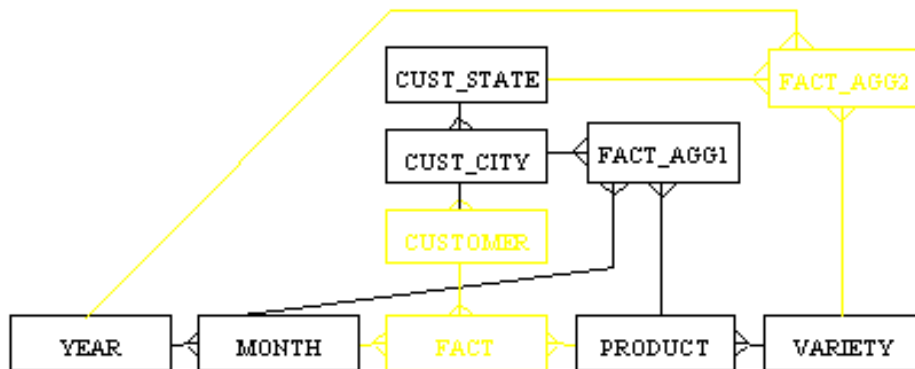 CUST_STATE
FACT_AGG2
CUST_CITY
FACT_AGG1
CUSTOMER
YEAR
MONTH
FACT
PRODUCT
VARIETY